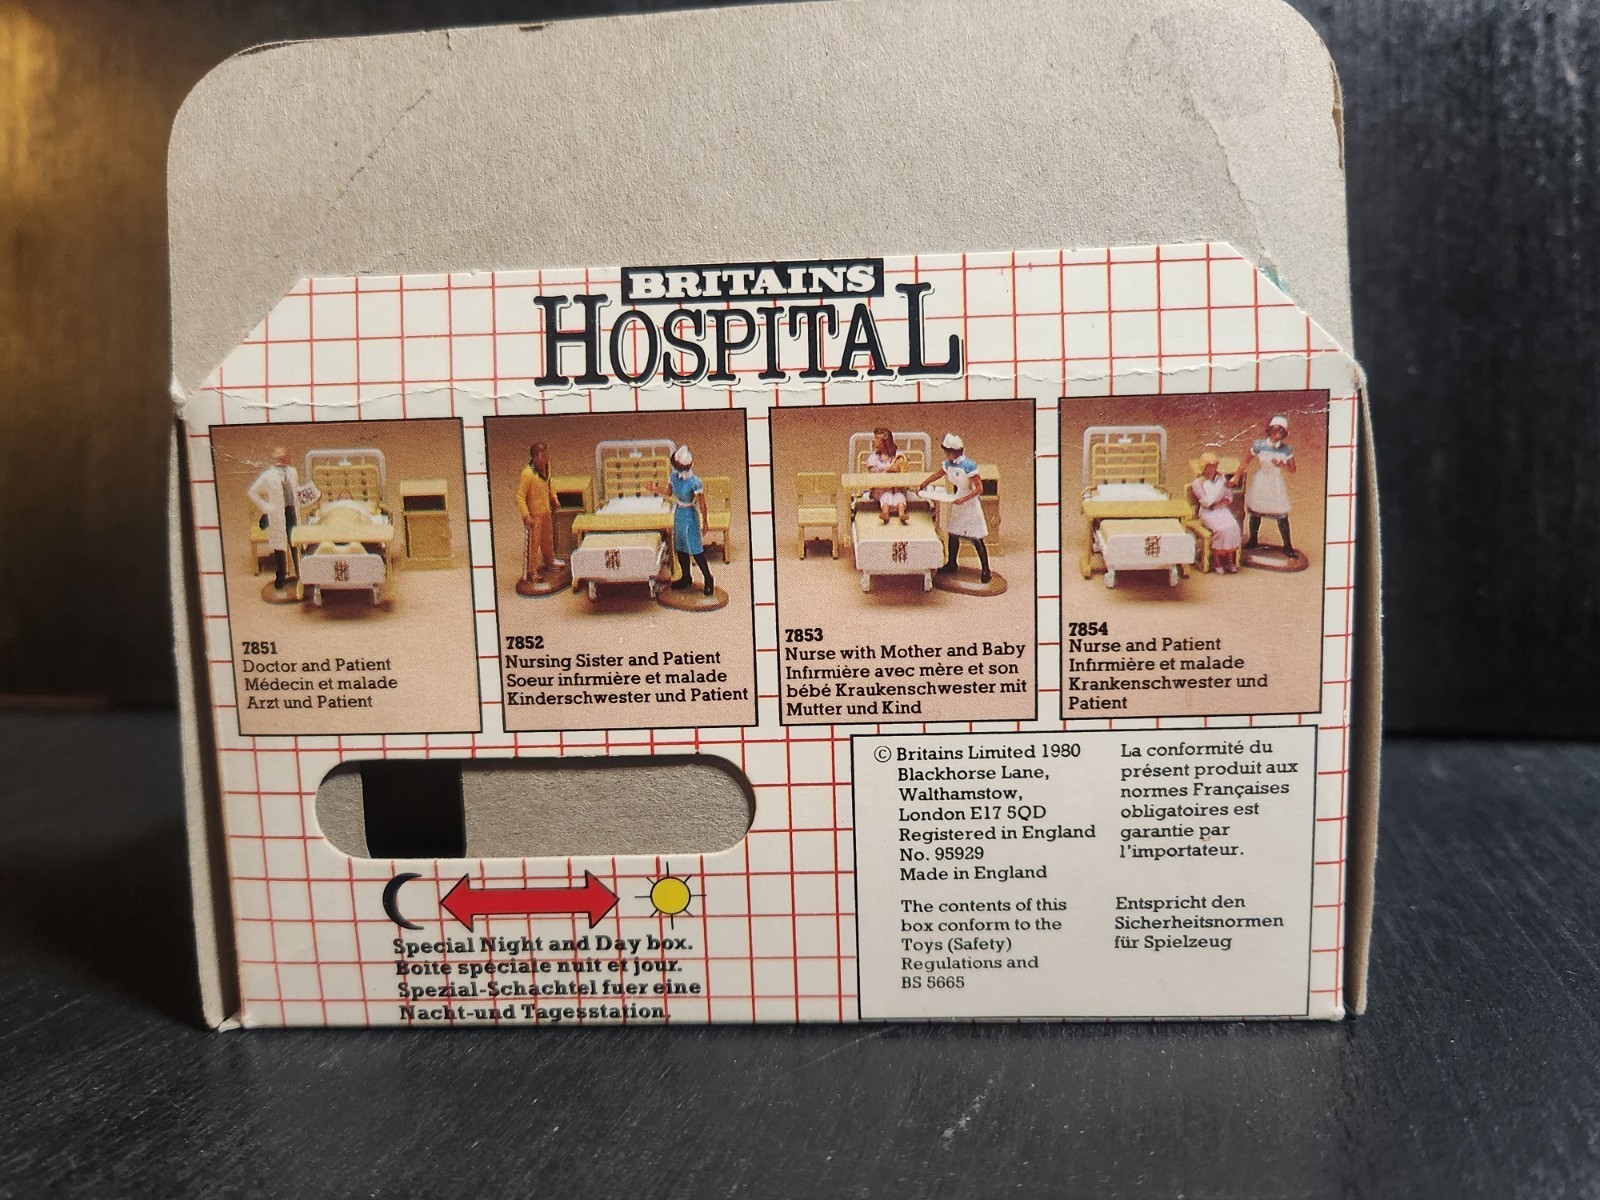 BRITAINS
HOSPITAL
7851
Doctor and Patient
Médecin et malade
Arzt und Patient
7852
Nursing Sister and Patient
Soeur infirmière et malade
Kinderschwester und Patient
7853
Nurse with Mother and Baby
Infirmière avec mère et son
bébé Kraukenschwester mit
Mutter und Kind
7854
Nurse and Patient
Infirmière et malade
Krankenschwester und
Patient
Special Night and Day box.
Boite spéciale nuit et jour.
Spezial-Schachtel fuer eine
Nacht-und Tagesstation.
© Britains Limited 1980
Blackhorse Lane,
Walthamstow,
London E17 5QD
Registered in England
No. 95929
Made in England
The contents of this
box conform to the
Toys (Safety)
Regulations and
BS 5665
La conformité du
présent produit aux
normes Françaises
obligatoires est
garantie par
l'importateur.
Entspricht den
Sicherheitsnormen
für Spielzeug